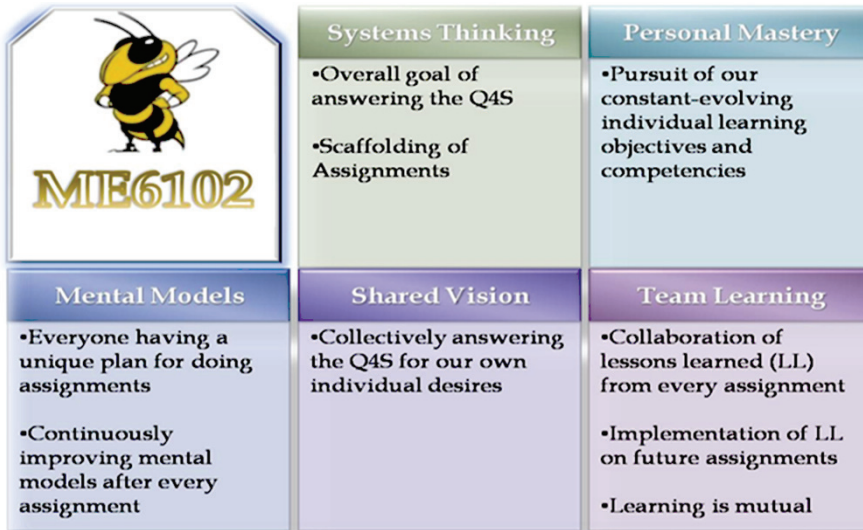 ME6102
Systems Thinking
•Overall goal of
answering the Q4S
•Scaffolding of
Assignments
Personal Mastery
•Pursuit of our
constant-evolving
individual learning
objectives and
competencies
Mental Models
•Everyone having a
unique plan for doing
assignments
•Continuously
improving mental
models after every
assignment
Shared Vision
•Collectively answering
the Q4S for our own
individual desires
Team Learning
•Collaboration of
lessons learned (LL)
from every assignment
•Implementation of LL
on future assignments
•Learning is mutual